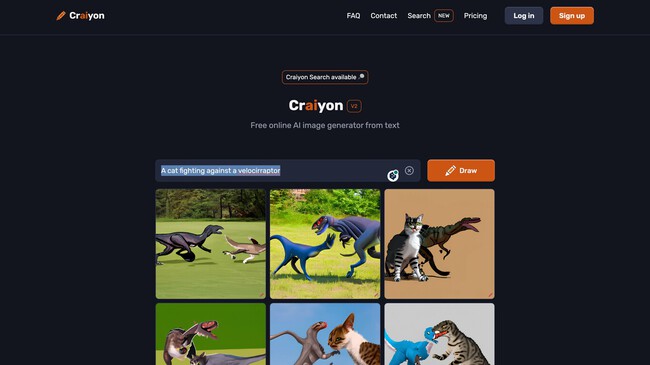 Craiyon
FAQ Contact Search NEW Pricing Log in Sign up
Craiyon Search available
Craiyon V2
Free online AI image generator from text
A cat fighting against a velocirraptor
Draw